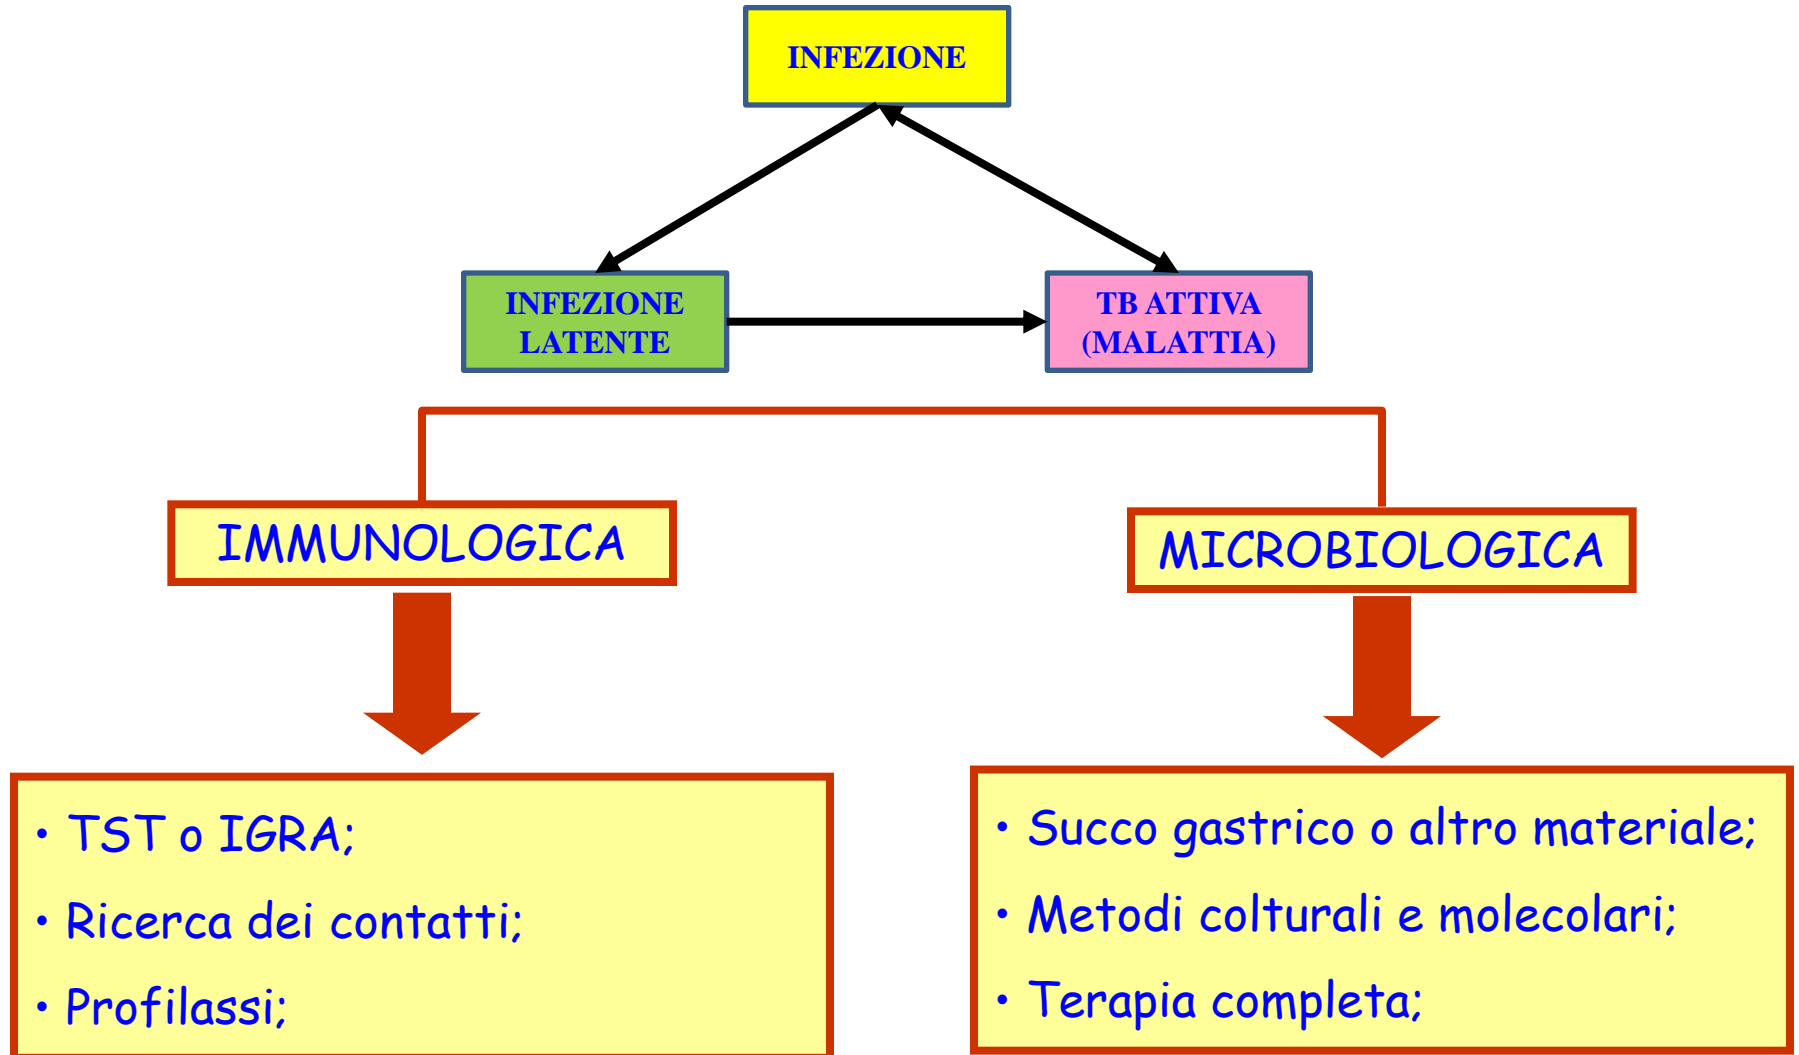 INFEZIONE
INFEZIONE
LATENTE
TB ATTIVA
(MALATTIA)
IMMUNOLOGICA
MICROBIOLOGICA
• TST o IGRA;
• Ricerca dei contatti;
• Profilassi;
• Succo gastrico o altro materiale;
• Metodi colturali e molecolari;
• Terapia completa;